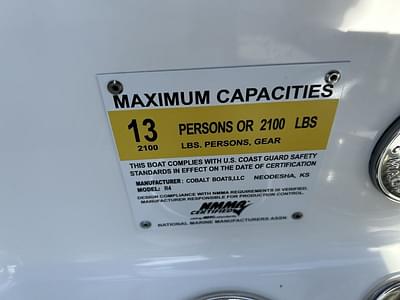 MAXIMUM CAPACITIES
13 PERSONS OR 2100 LBS
2100 LBS. PERSONS, GEAR
THIS BOAT COMPLIES WITH U.S. COAST GUARD SAFETY
STANDARDS IN EFFECT ON THE DATE OF CERTIFICATION
MANUFACTURER: COBALT BOATS,LLC NEODESHA, KS
MODEL: R4
DESIGN COMPLIANCE WITH NMMA REQUIREMENTS IS VERIFIED.
MANUFACTURER RESPONSIBLE FOR PRODUCTION CONTROL.
NMMA
CERTIFIED
NATIONAL MARINE MANUFACTURERS ASSN